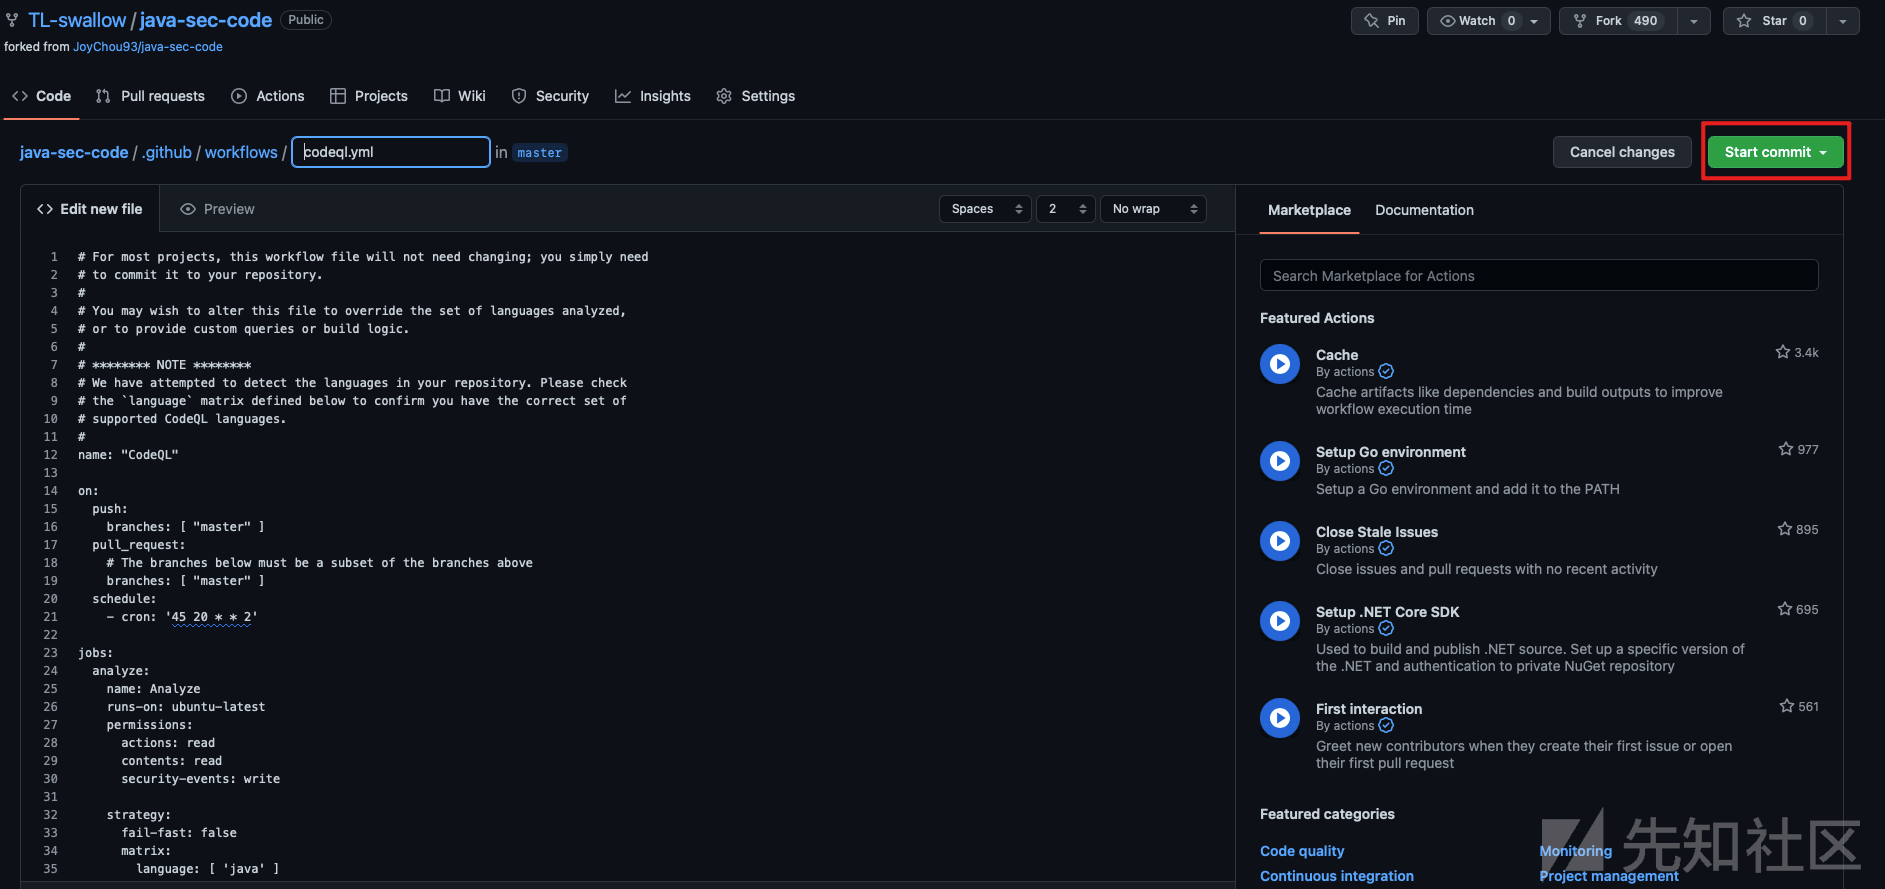 TL-swallow / java-sec-code Public
Pin Watch 0 Fork 490 Star 0
forked from JoyChou93/java-sec-code
Code Pull requests Actions Projects Wiki Security Insights Settings
java-sec-code / .github / workflows / codeql.yml in master
Cancel changes Start commit
Edit new file Preview
Spaces 2 No wrap
1 # For most projects, this workflow file will not need changing; you simply need
2 # to commit it to your repository.
3 #
4 # You may wish to alter this file to override the set of languages analyzed,
5 # or to provide custom queries or build logic.
6 #
7 # ******** NOTE ********
8 # We have attempted to detect the languages in your repository. Please check
9 # the `language` matrix defined below to confirm you have the correct set of
10 # supported CodeQL languages.
11 #
12 name: "CodeQL"
13
14 on:
15   push:
16     branches: [ "master" ]
17   pull_request:
18     # The branches below must be a subset of the branches above
19     branches: [ "master" ]
20   schedule:
21     - cron: '45 20 * * 2'
22
23 jobs:
24   analyze:
25     name: Analyze
26     runs-on: ubuntu-latest
27     permissions:
28       actions: read
29       contents: read
30       security-events: write
31
32     strategy:
33       fail-fast: false
34       matrix:
35         language: [ 'java' ]
Marketplace Documentation
Search Marketplace for Actions
Featured Actions
Cache 3.4k
By actions
Cache artifacts like dependencies and build outputs to improve
workflow execution time
Setup Go environment 977
By actions
Setup a Go environment and add it to the PATH
Close Stale Issues 895
By actions
Close issues and pull requests with no recent activity
Setup .NET Core SDK 695
By actions
Used to build and publish .NET source. Set up a specific version of
the .NET and authentication to private NuGet repository
First interaction 561
By actions
Greet new contributors when they create their first issue or open
their first pull request
Featured categories
Code quality Monitoring
Continuous integration Project management
先知社区